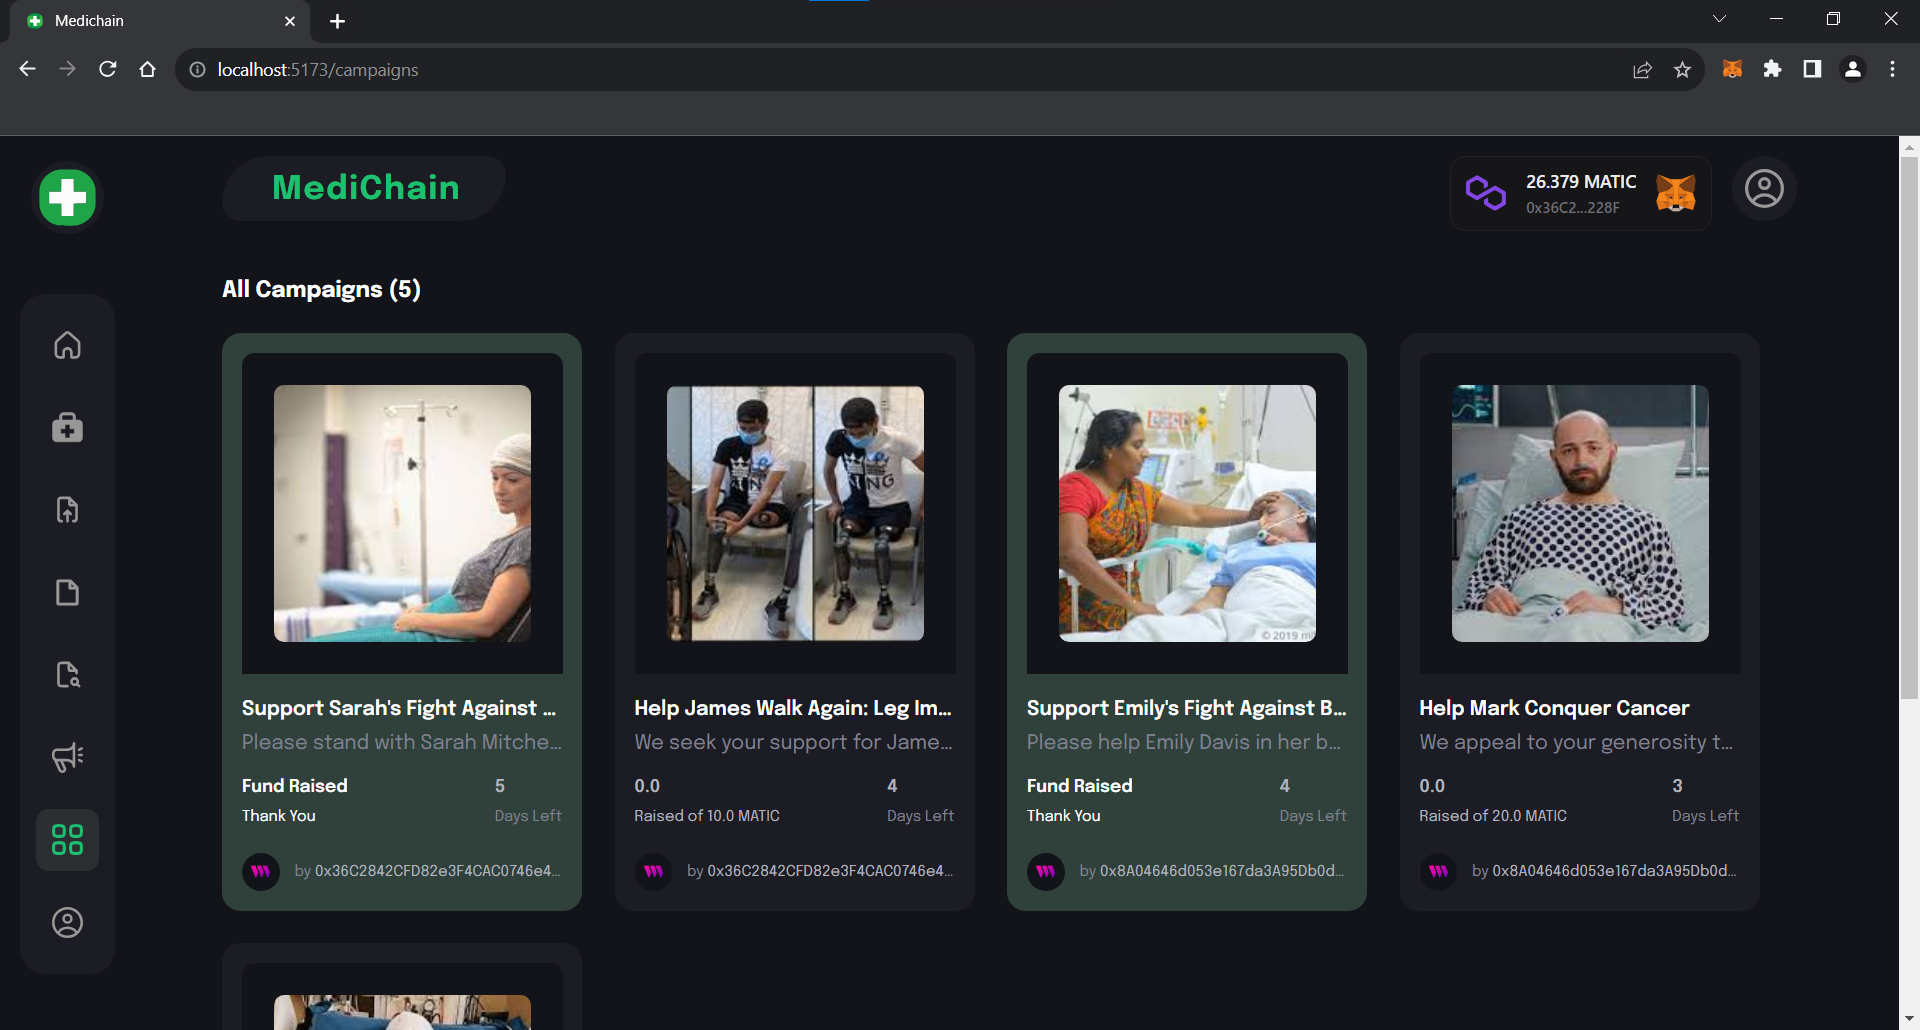 Medichain
localhost:5173/campaigns
MediChain
26.379 MATIC
0x36C2...228F
All Campaigns (5)
Support Sarah's Fight Against ...
Please stand with Sarah Mitche...
Fund Raised
5
Thank You
Days Left
by 0x36C2842CFD82e3F4CAC0746e4...
Help James Walk Again: Leg Im...
We seek your support for Jame...
0.0
4
Raised of 10.0 MATIC
Days Left
by 0x36C2842CFD82e3F4CAC0746e4...
© 2019 mi
Support Emily's Fight Against B...
Please help Emily Davis in her b...
Fund Raised
4
Thank You
Days Left
by 0x8A04646d053e167da3A95Db0d...
Help Mark Conquer Cancer
We appeal to your generosity t...
0.0
3
Raised of 20.0 MATIC
Days Left
by 0x8A04646d053e167da3A95Db0d...